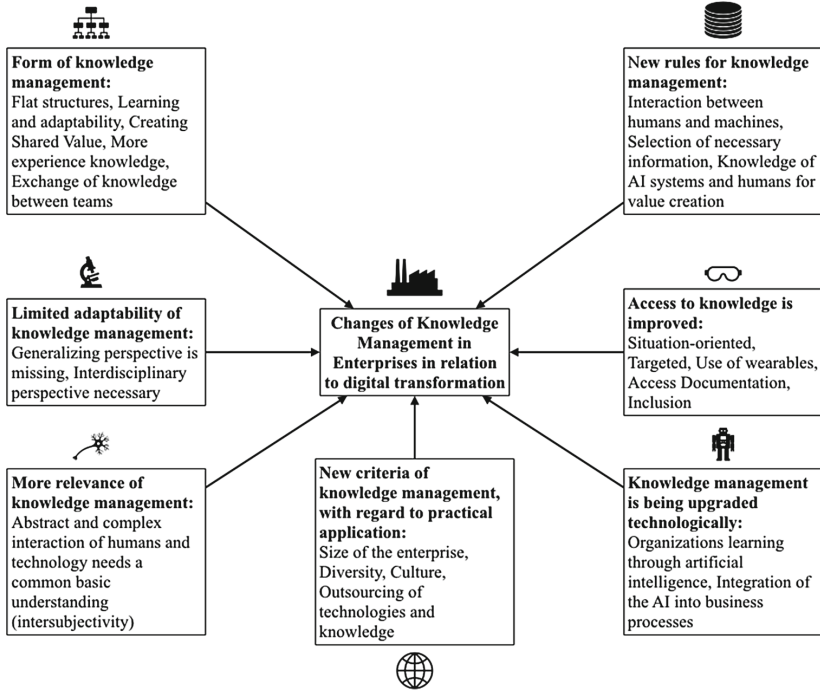 Form of knowledge
management:
Flat structures, Learning
and adaptability, Creating
Shared Value, More
experience knowledge,
Exchange of knowledge
between teams
New rules for knowledge
management:
Interaction between
humans and machines,
Selection of necessary
information, Knowledge of
AI systems and humans for
value creation
Limited adaptability of
knowledge management:
Generalizing perspective is
missing, Interdisciplinary
perspective necessary
Changes of Knowledge
Management in
Enterprises in relation
to digital transformation
Access to knowledge is
improved:
Situation-oriented,
Targeted, Use of wearables,
Access Documentation,
Inclusion
More relevance of
knowledge management:
Abstract and complex
interaction of humans and
technology needs a
common basic
understanding
(intersubjectivity)
New criteria of
knowledge management,
with regard to practical
application:
Size of the enterprise,
Diversity, Culture,
Outsourcing of
technologies and
knowledge
Knowledge management
is being upgraded
technologically:
Organizations learning
through artificial
intelligence, Integration of
the AI into business
processes